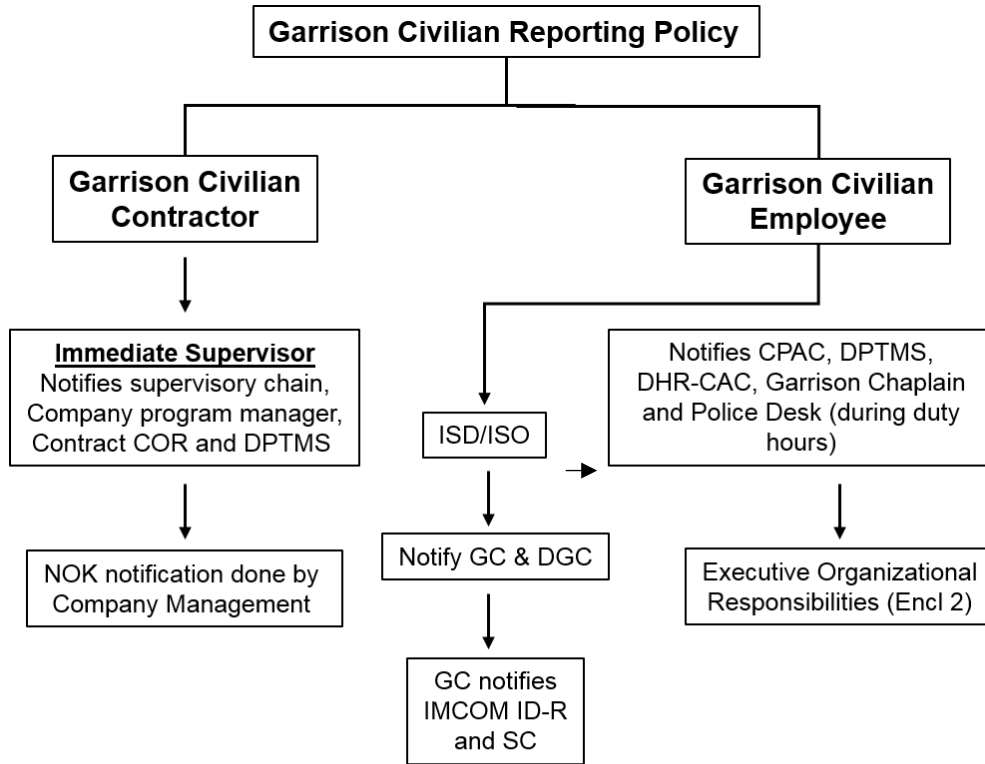 Garrison Civilian Reporting Policy
Garrison Civilian
Contractor
Garrison Civilian
Employee
Immediate Supervisor
Notifies supervisory chain,
Company program manager,
Contract COR and DPTMS
NOK notification done by
Company Management
ISD/ISO
Notify GC & DGC
GC notifies
IMCOM ID-R
and SC
Notifies CPAC, DPTMS,
DHR-CAC, Garrison Chaplain
and Police Desk (during duty
hours)
Executive Organizational
Responsibilities (Encl 2)